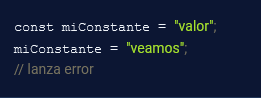 const miConstante = "valor";
miConstante = "veamos";
// lanza error